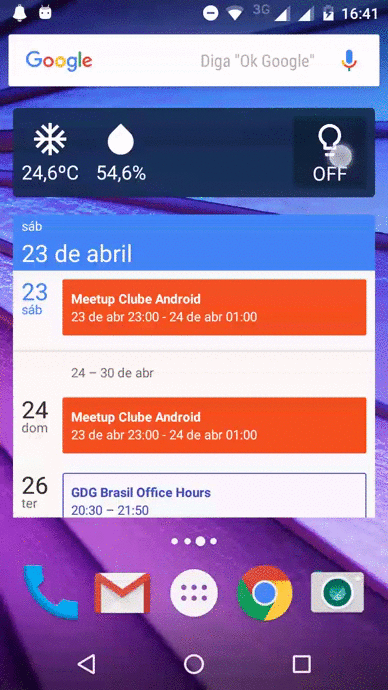 3G 16:41
Google Diga "Ok Google"
24,6ºC 54,6% OFF
sáb
23 de abril
23 Meetup Clube Android
sáb 23 de abr 23:00 - 24 de abr 01:00
24 – 30 de abr
24 Meetup Clube Android
dom 23 de abr 23:00 - 24 de abr 01:00
26 GDG Brasil Office Hours
ter 20:30 – 21:50